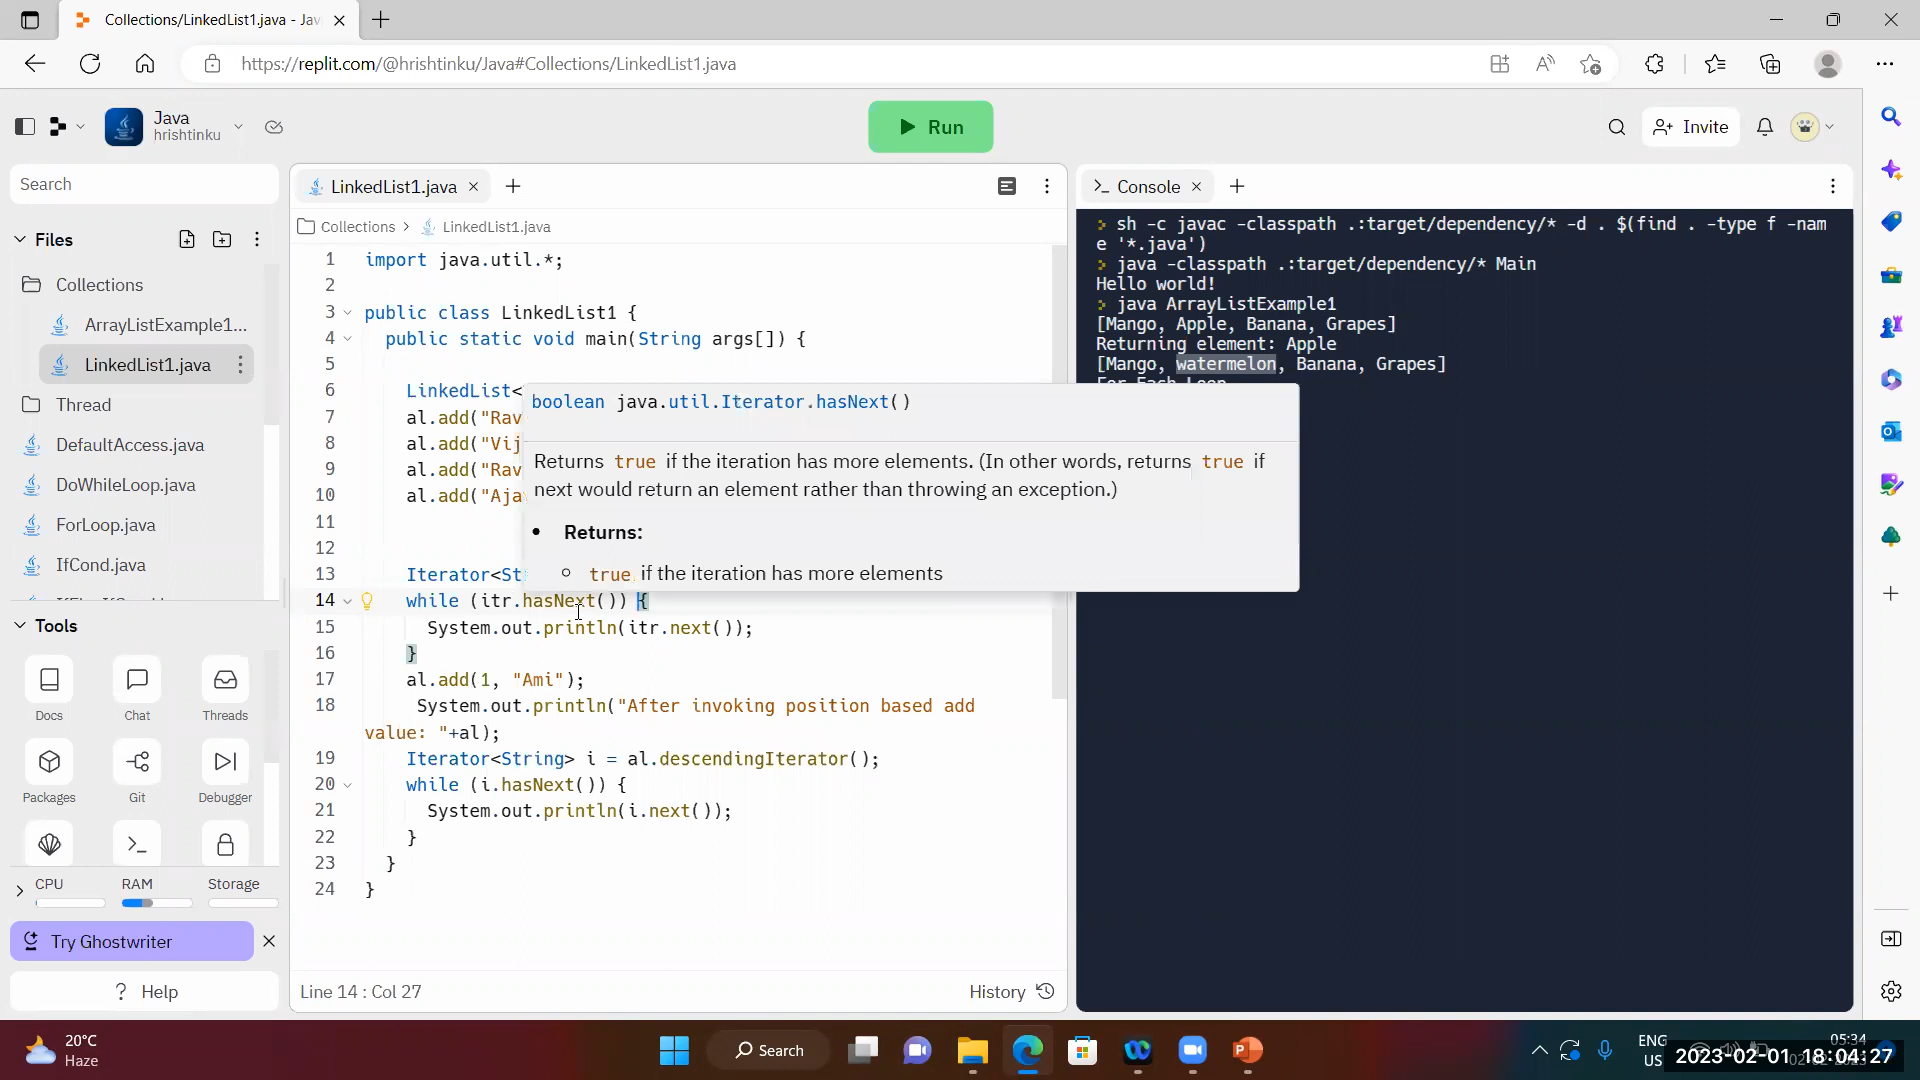 Collections/LinkedList1.java - Jav
https://replit.com/@hrishtinku/Java#Collections/LinkedList1.java
Java
hrishtinku
Run
Invite
Search
Files
Collections
ArrayListExample1...
LinkedList1.java
Thread
DefaultAccess.java
DoWhileLoop.java
ForLoop.java
IfCond.java
Tools
Docs
Chat
Threads
Packages
Git
Debugger
CPU
RAM
Storage
Try Ghostwriter
? Help
LinkedList1.java
Collections > LinkedList1.java
1 import java.util.*;
2
3 public class LinkedList1 {
4 public static void main(String args[]) {
5
6 LinkedList<
7 al.add("Rav
8 al.add("Vij
9 al.add("Rav
10 al.add("Aja
11
12
13 Iterator<St
14 while (itr.hasNext()) {
15 System.out.println(itr.next());
16 }
17 al.add(1, "Ami");
18 System.out.println("After invoking position based add
value: "+al);
19 Iterator<String> i = al.descendingIterator();
20 while (i.hasNext()) {
21 System.out.println(i.next());
22 }
23 }
24 }
boolean java.util.Iterator.hasNext()
Returns true if the iteration has more elements. (In other words, returns true if
next would return an element rather than throwing an exception.)
Returns:
true if the iteration has more elements
Line 14 : Col 27
History
Console
sh -c javac -classpath .:target/dependency/* -d . $(find . -type f -nam
e '*.java')
java -classpath .:target/dependency/* Main
Hello world!
java ArrayListExample1
[Mango, Apple, Banana, Grapes]
Returning element: Apple
[Mango, watermelon, Banana, Grapes]
For Each Loop
20°C
Haze
Search
ENG
US
05:34
2023-02-01 18:04:27